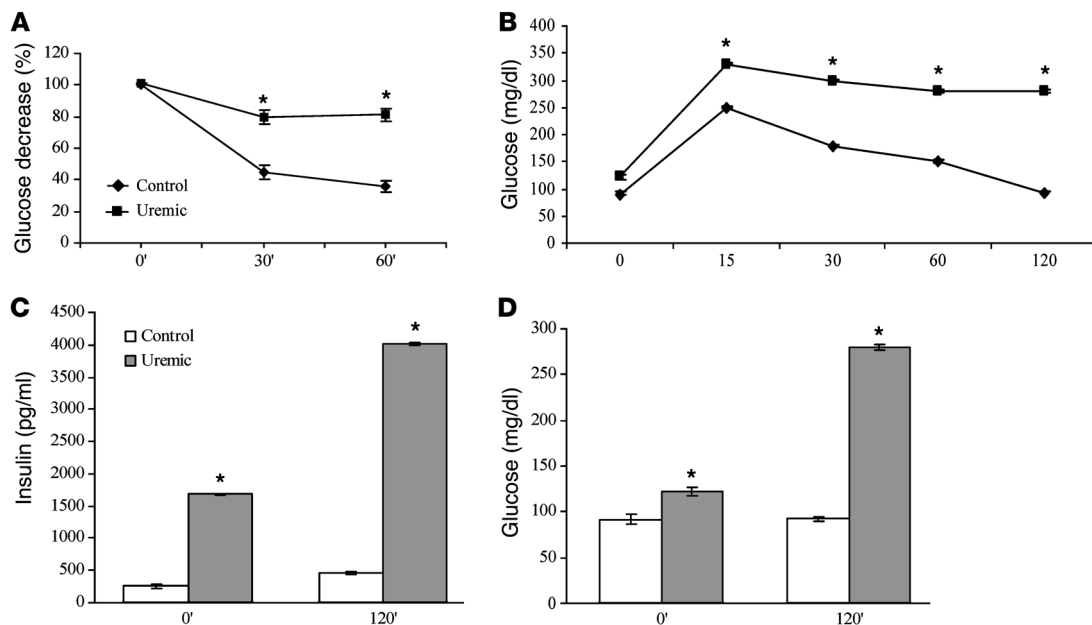 A
Glucose decrease (%)
120
100
80
60
40
20
0
* *
Control
Uremic
0' 30' 60'
B
Glucose (mg/dl)
400
350
300
250
200
150
100
50
0
* * * *
0 15 30 60 120
C
Insulin (pg/ml)
4500
4000
3500
3000
2500
2000
1500
1000
500
0
Control
Uremic
* *
0' 120'
D
Glucose (mg/dl)
300
250
200
150
100
50
0
* *
0' 120'